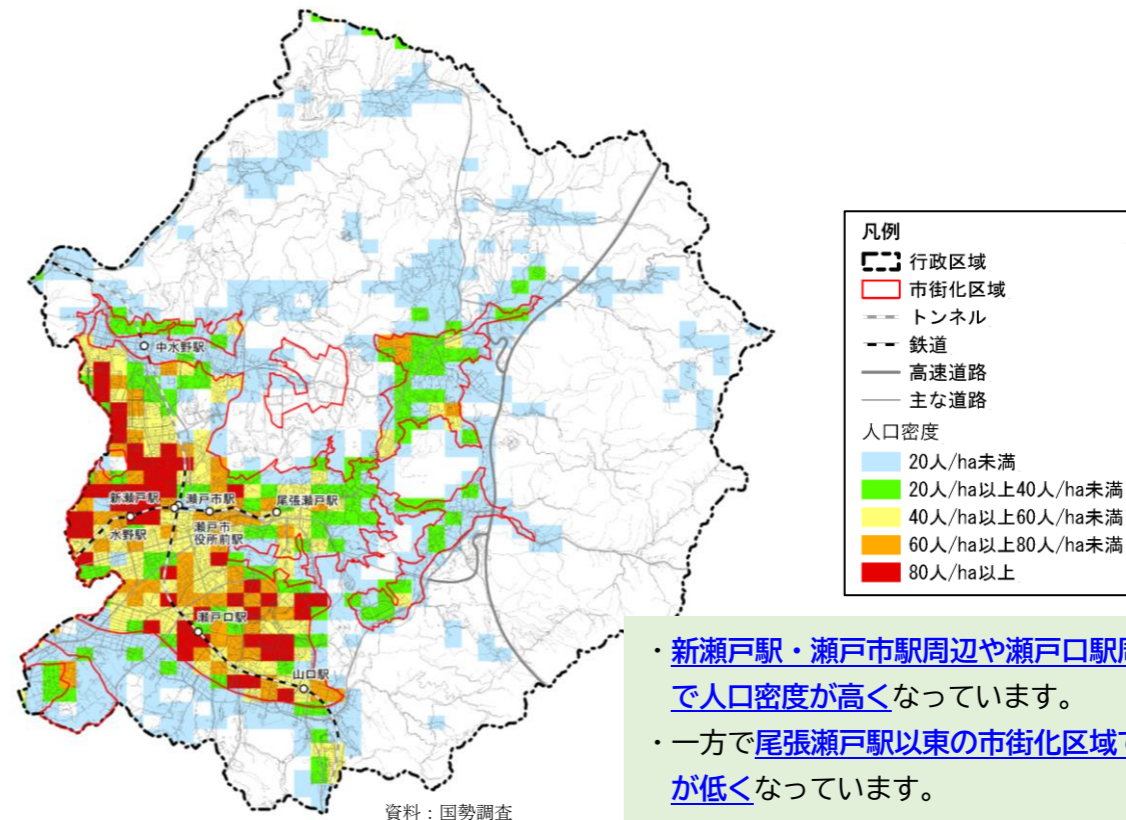 中水野駅
新瀬戸駅
瀬戸市駅
尾張瀬戸駅
水野駅
瀬戸市
役所前駅
瀬戸口駅
山口駅
資料：国勢調査
凡例
行政区域
市街化区域
トンネル
鉄道
高速道路
主な道路
人口密度
20人/ha未満
20人/ha以上40人/ha未満
40人/ha以上60人/ha未満
60人/ha以上80人/ha未満
80人/ha以上
・新瀬戸駅・瀬戸市駅周辺や瀬戸口駅周
で人口密度が高くなっています。
・一方で尾張瀬戸駅以東の市街化区域で
が低くなっています。